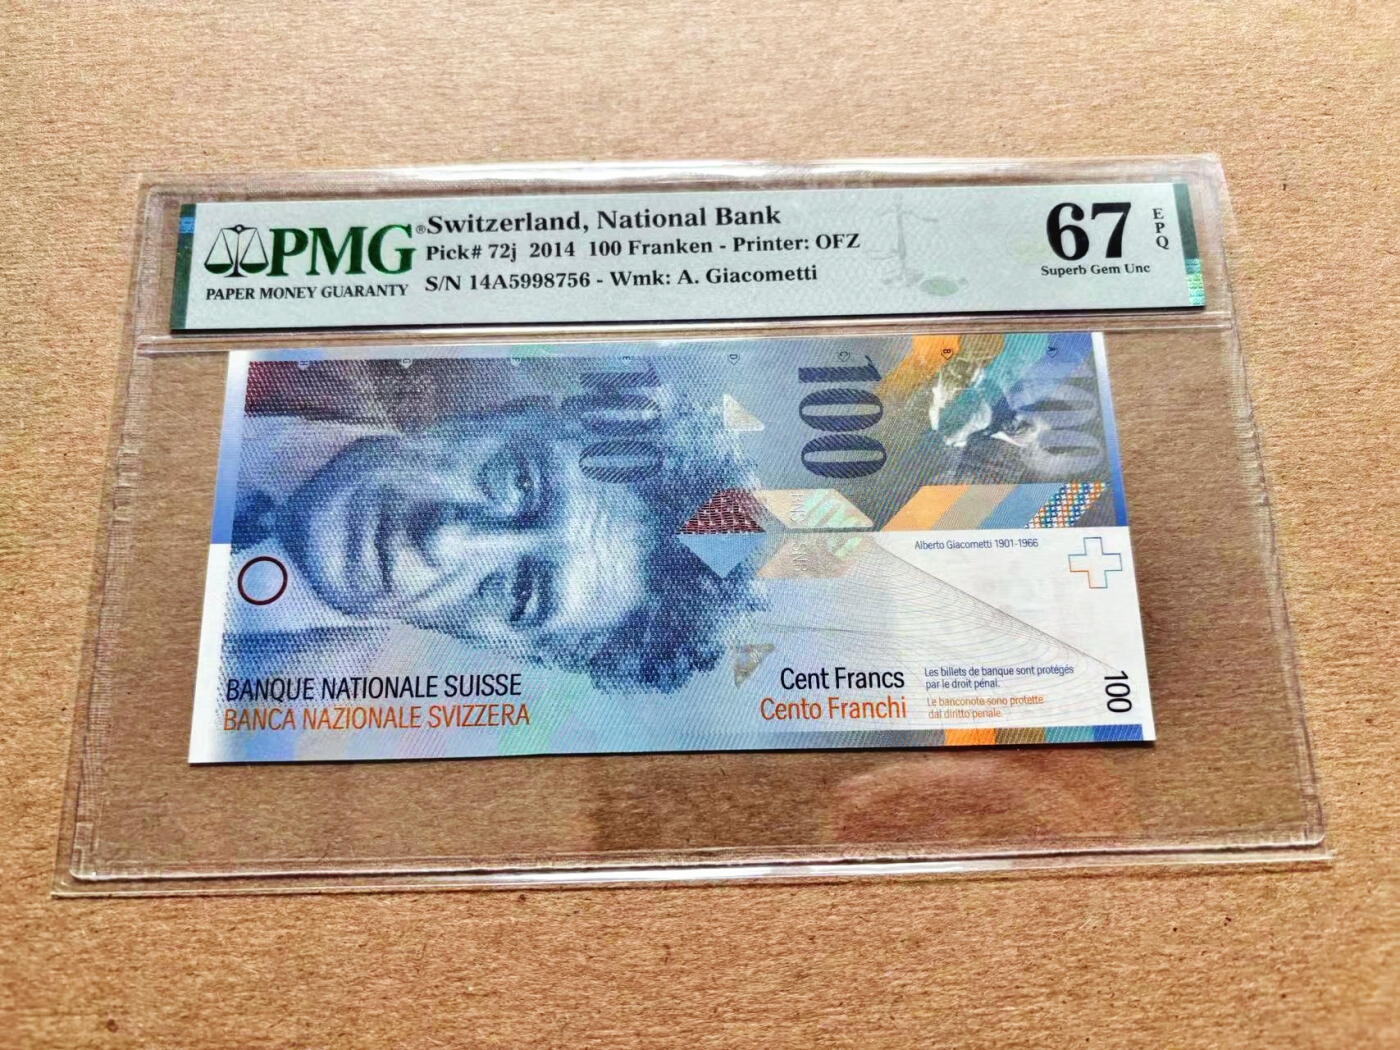 PMG®
PAPER MONEY GUARANTY
Switzerland, National Bank
Pick# 72j 2014 100 Franken - Printer: OFZ
S/N 14A5998756 - Wmk: A. Giacometti
67
EPQ
Superb Gem Unc
100
100
100
Alberto Giacometti 1901-1966
BANQUE NATIONALE SUISSE
BANCA NAZIONALE SVIZZERA
Cent Francs
Cento Franchi
Les billets de banque sont protégés
par le droit pénal.
Le banconote sono protette
dal diritto penale.
100